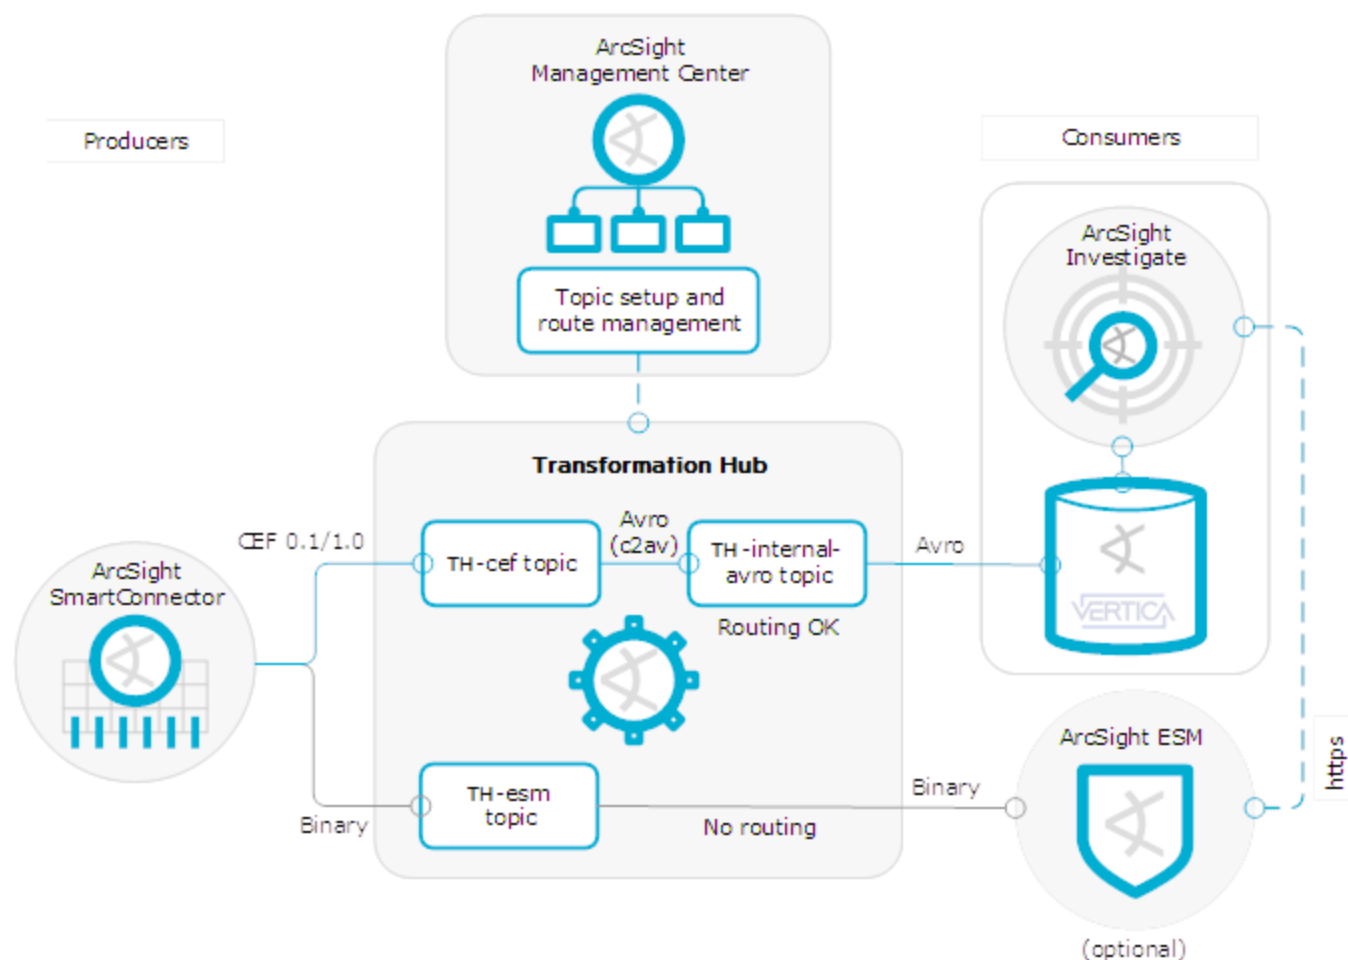 ArcSight
Management Center
Producers
Consumers
ArcSight
Investigate
Topic setup and
route management
Transformation Hub
CEF 0.1/1.0
Avro
(c2av)
TH-cef topic
TH-internal-
avro topic
Avro
ArcSight
SmartConnector
Routing OK
VERTICA
ArcSight ESM
https
TH-esm
topic
Binary
Binary
No routing
(optional)